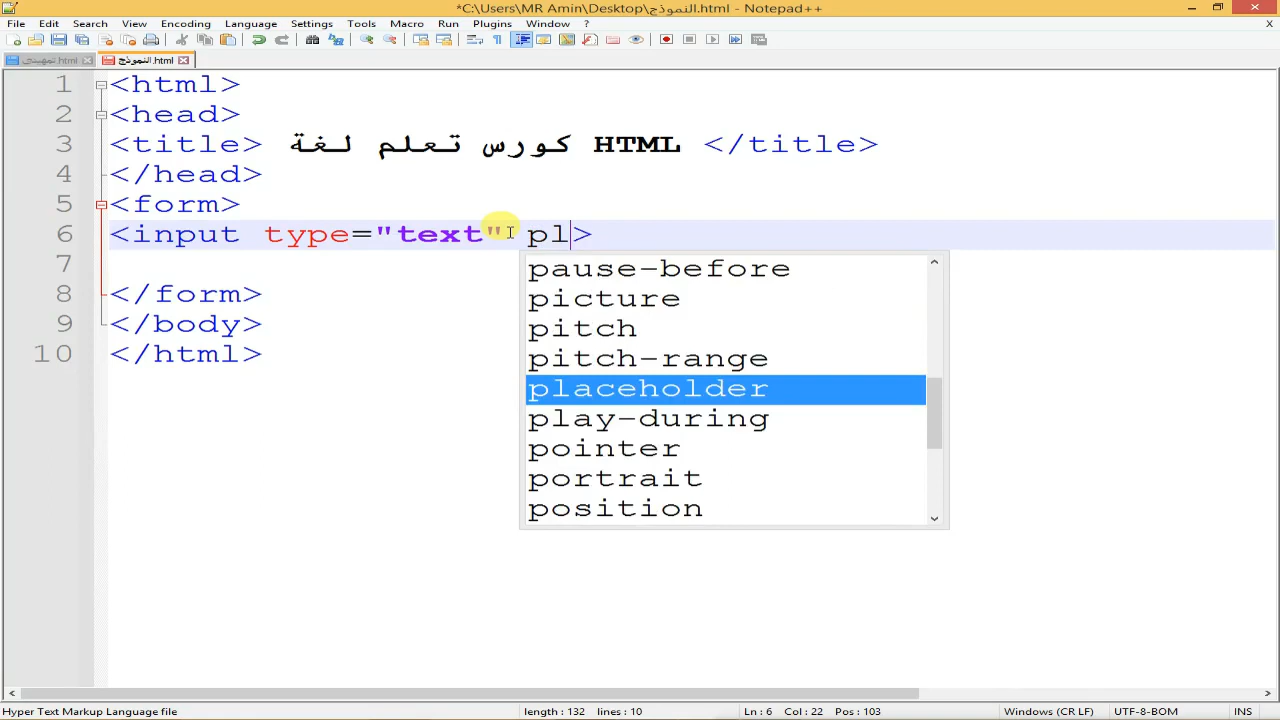 *C:\Users\MR Amin\Desktop\النموذج.html - Notepad++
File Edit Search View Encoding Language Settings Tools Macro Run Plugins Window ?
تمهيدى.html النموذج.html
1 <html>
2 <head>
3 <title> كورس تعلم لغة HTML </title>
4 </head>
5 <form>
6 <input type="text" pl>
7
8 </form>
9 </body>
10 </html>
pause-before
picture
pitch
pitch-range
placeholder
play-during
pointer
portrait
position
Hyper Text Markup Language file length : 132 lines : 10 Ln : 6 Col : 22 Pos : 103 Windows (CR LF) UTF-8-BOM INS